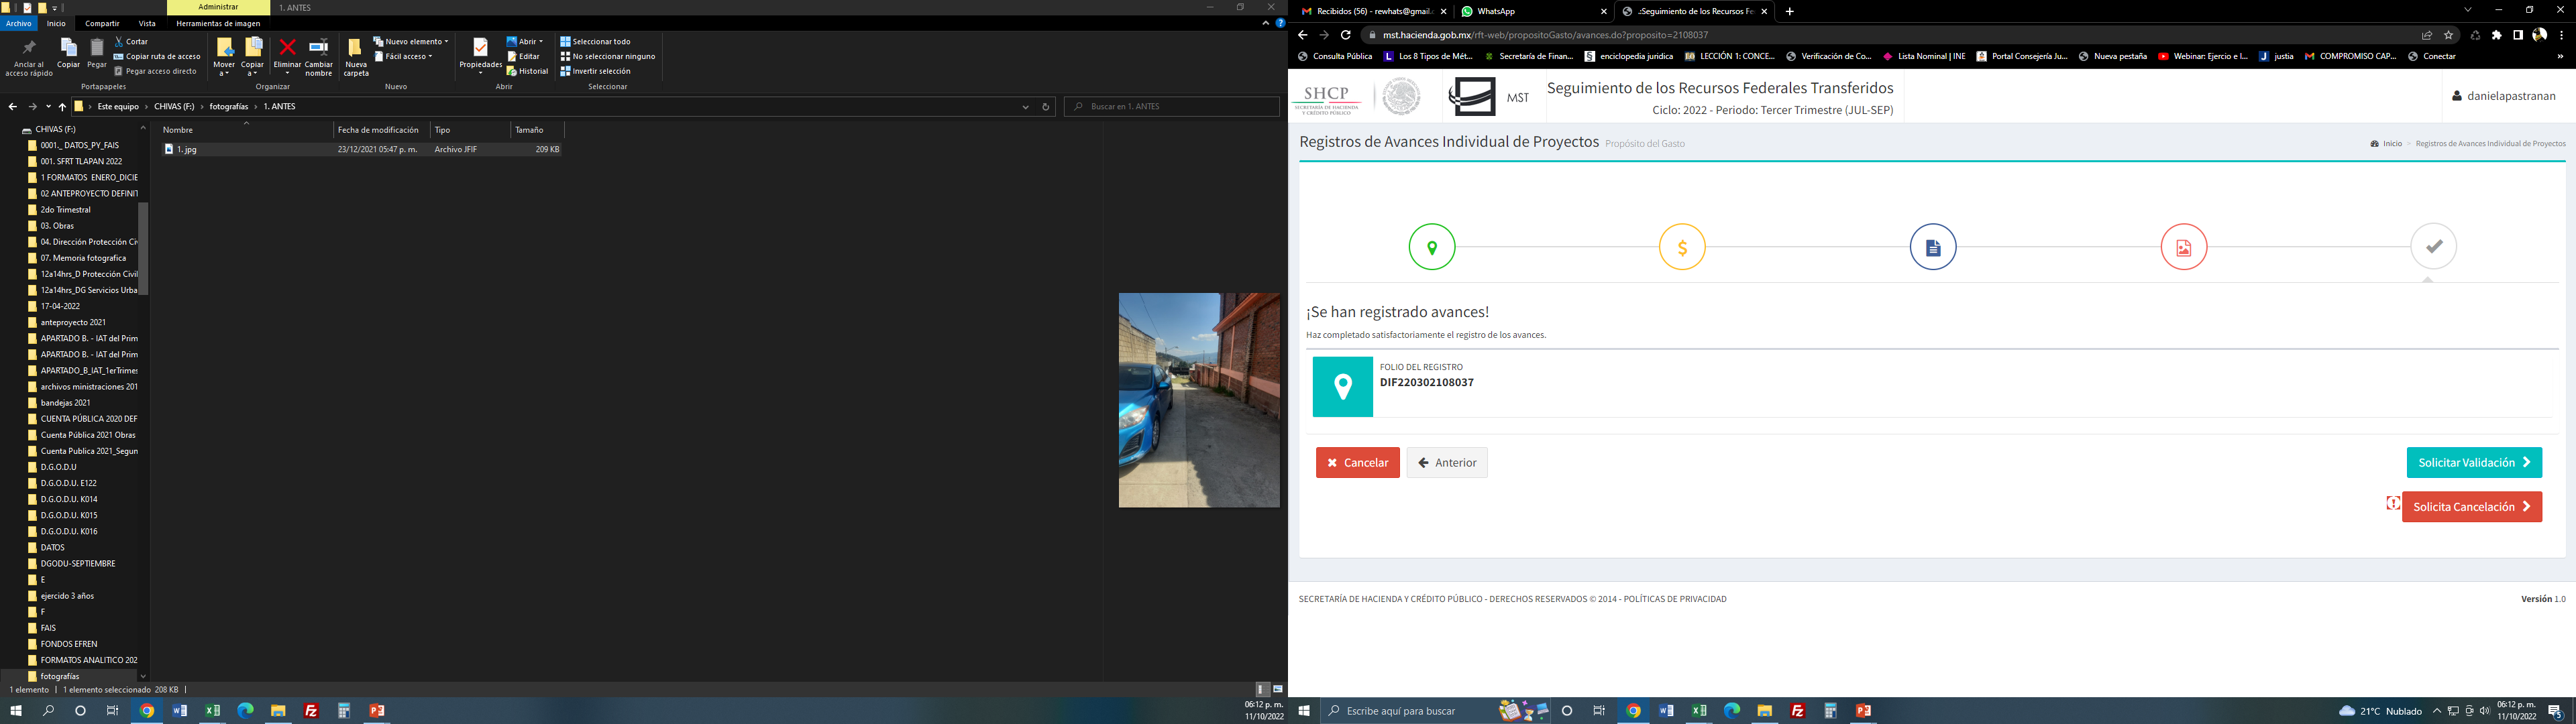 Administrar
1. ANTES
Archivo
Inicio
Compartir
Vista
Herramientas de imagen
Anclar al
acceso rápido
Copiar
Pegar
Cortar
Copiar ruta de acceso
Pegar acceso directo
Portapapeles
Mover
a
Copiar
a
Eliminar
Cambiar
nombre
Organizar
Nueva
carpeta
Nuevo elemento
Fácil acceso
Nuevo
Propiedades
Abrir
Editar
Historial
Abrir
Seleccionar todo
No seleccionar ninguno
Invertir selección
Seleccionar
Este equipo > CHIVAS (F:) > fotografías > 1. ANTES
Buscar en 1. ANTES
Nombre
Fecha de modificación
Tipo
Tamaño
1.jpg
23/12/2021 05:47 p. m.
Archivo JFIF
209 KB
CHIVAS (F:)
0001._ DATOS_PY_FAIS
001. SFRT TLAPAN 2022
1 FORMATOS ENERO_DICIE
02 ANTEPROYECTO DEFINIT
2do Trimestral
03. Obras
04. Dirección Protección Civ
07. Memoria fotografica
12a14hrs_D Protección Civil
12a14hrs_DG Servicios Urba
17-04-2022
anteproyecto 2021
APARTADO B. - IAT del Prim
APARTADO B. - IAT del Prim
APARTADO_B_IAT_1erTrimes
archivos ministraciones 201
bandejas 2021
CUENTA PÚBLICA 2020 DEF
Cuenta Pública 2021 Obras
Cuenta Publica 2021_Segun
D.G.O.D.U
D.G.O.D.U. E122
D.G.O.D.U. K014
D.G.O.D.U. K015
D.G.O.D.U. K016
DATOS
DGODU-SEPTIEMBRE
E
ejercido 3 años
F
FAIS
FONDOS EFREN
FORMATOS ANALITICO 202
fotografías
1 elemento
1 elemento seleccionado 208 KB
06:12 p. m.
11/10/2022
Recibidos (56) - rewhats@gmail.c
WhatsApp
.:Seguimiento de los Recursos Fe
mst.hacienda.gob.mx/rft-web/propositoGasto/avances.do?proposito=2108037
Consulta Pública
Los 8 Tipos de Mét...
Secretaría de Finan...
enciclopedia juridica
LECCIÓN 1: CONCE...
Verificación de Co...
Lista Nominal | INE
Portal Consejería Ju...
Nueva pestaña
Webinar: Ejercio e I...
justia
COMPROMISO CAP...
Conectar
SHCP
SECRETARÍA DE HACIENDA
Y CRÉDITO PÚBLICO
MST
Seguimiento de los Recursos Federales Transferidos
Ciclo: 2022 - Periodo: Tercer Trimestre (JUL-SEP)
danielapastranan
Registros de Avances Individual de Proyectos Propósito del Gasto
Inicio > Registros de Avances Individual de Proyectos
¡Se han registrado avances!
Haz completado satisfactoriamente el registro de los avances.
FOLIO DEL REGISTRO
DIF220302108037
Cancelar
Anterior
Solicitar Validación
Solicita Cancelación
SECRETARÍA DE HACIENDA Y CRÉDITO PÚBLICO - DERECHOS RESERVADOS © 2014 - POLÍTICAS DE PRIVACIDAD
Versión 1.0
Escribe aquí para buscar
21°C Nublado
06:12 p. m.
11/10/2022